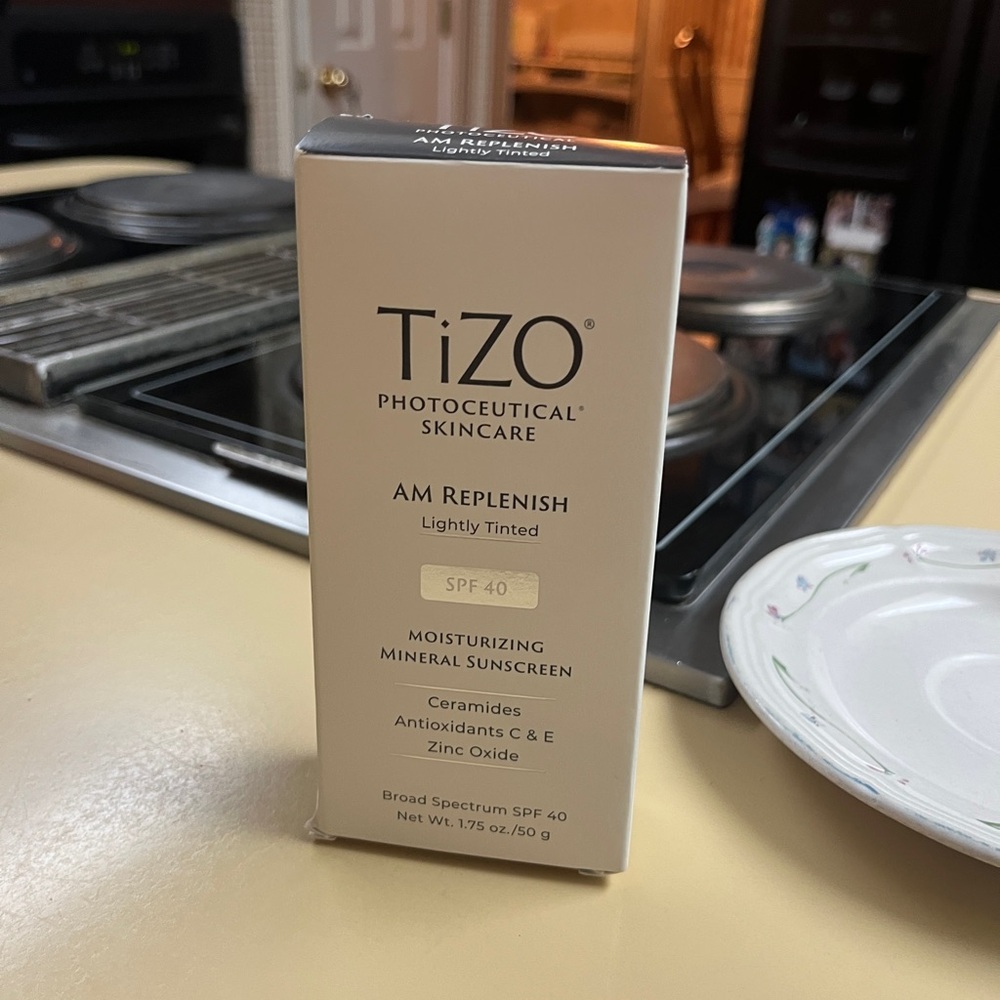 TiZO
PHOTOCEUTICAL
AM REPLENISH
Lightly Tinted
TiZO®
PHOTOCEUTICAL®
SKINCARE
AM REPLENISH
Lightly Tinted
SPF 40
MOISTURIZING
MINERAL SUNSCREEN
Ceramides
Antioxidants C & E
Zinc Oxide
Broad Spectrum SPF 40
Net Wt. 1.75 oz./50 g